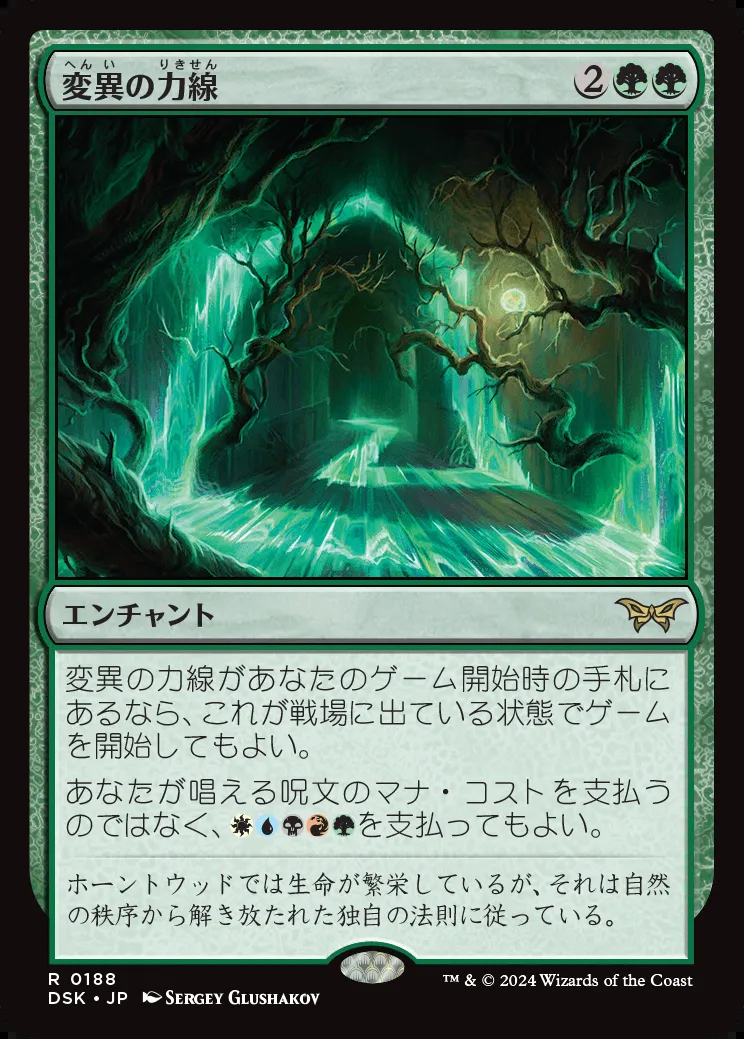 へんい りきせん
変異の力線
2
エンチャント
変異の力線があなたのゲーム開始時の手札に
あるなら、これが戦場に出ている状態でゲーム
を開始してもよい。
あなたが唱える呪文のマナ・コストを支払う
のではなく、を支払ってもよい。
ホーントウッドでは生命が繁栄しているが、それは自然
の秩序から解き放たれた独自の法則に従っている。
R 0188
DSK • JP SERGEY GLUSHAKOV
™ & © 2024 Wizards of the Coast